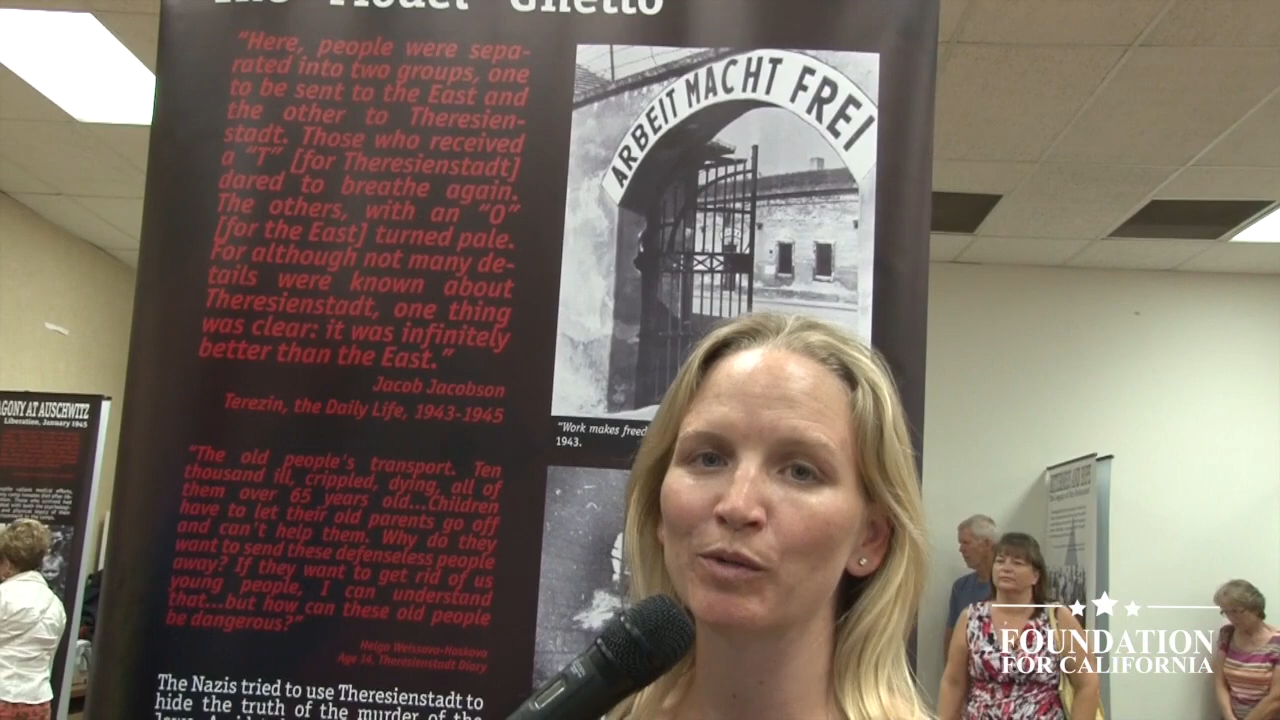 The "Model" Ghetto
"Here, people were sepa-
rated into two groups, one
to be sent to the East and
the other to Theresien-
stadt. Those who received
a "T" [for Theresienstadt]
dared to breathe again.
The others, with an "O"
[for the East] turned pale.
For although not many de-
tails were known about
Theresienstadt, one thing
was clear: it was infinitely
better than the East."
Jacob Jacobson
Terezin, the Daily Life, 1943-1945
"The old people's transport. Ten
thousand ill, crippled, dying, all of
them over 65 years old...Children
have to let their old parents go off
and can't help them. Why do they
want to send these defenseless people
away? If they want to get rid of us
young people, I can understand
that...but how can these old people
be dangerous?"
Helga Weissova-Hoskova
Age 14, Theresienstadt Diary
The Nazis tried to use Theresienstadt to
hide the truth of the murder of the
ARBEIT MACHT FREI
"Work makes
1943.
AGONY AT AUSCHWITZ
Liberation, January 1945
FOUNDATION
FOR CALIFORNIA